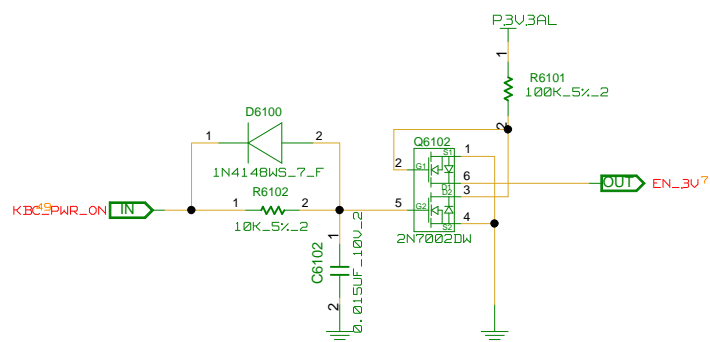 P3V3AL
1
R6101
100K_5%_2
2
D6100
1
2
1N4148WS_7_F
Q6102
S1
1
2
G1
6
D1
D2
3
OUT
EN_3V
7
KBC_PWR_ON
49
IN
R6102
1
2
10K_5%_2
5
G2
4
S2
2N7002DW
C6102
1
2
0.015UF_10V_2